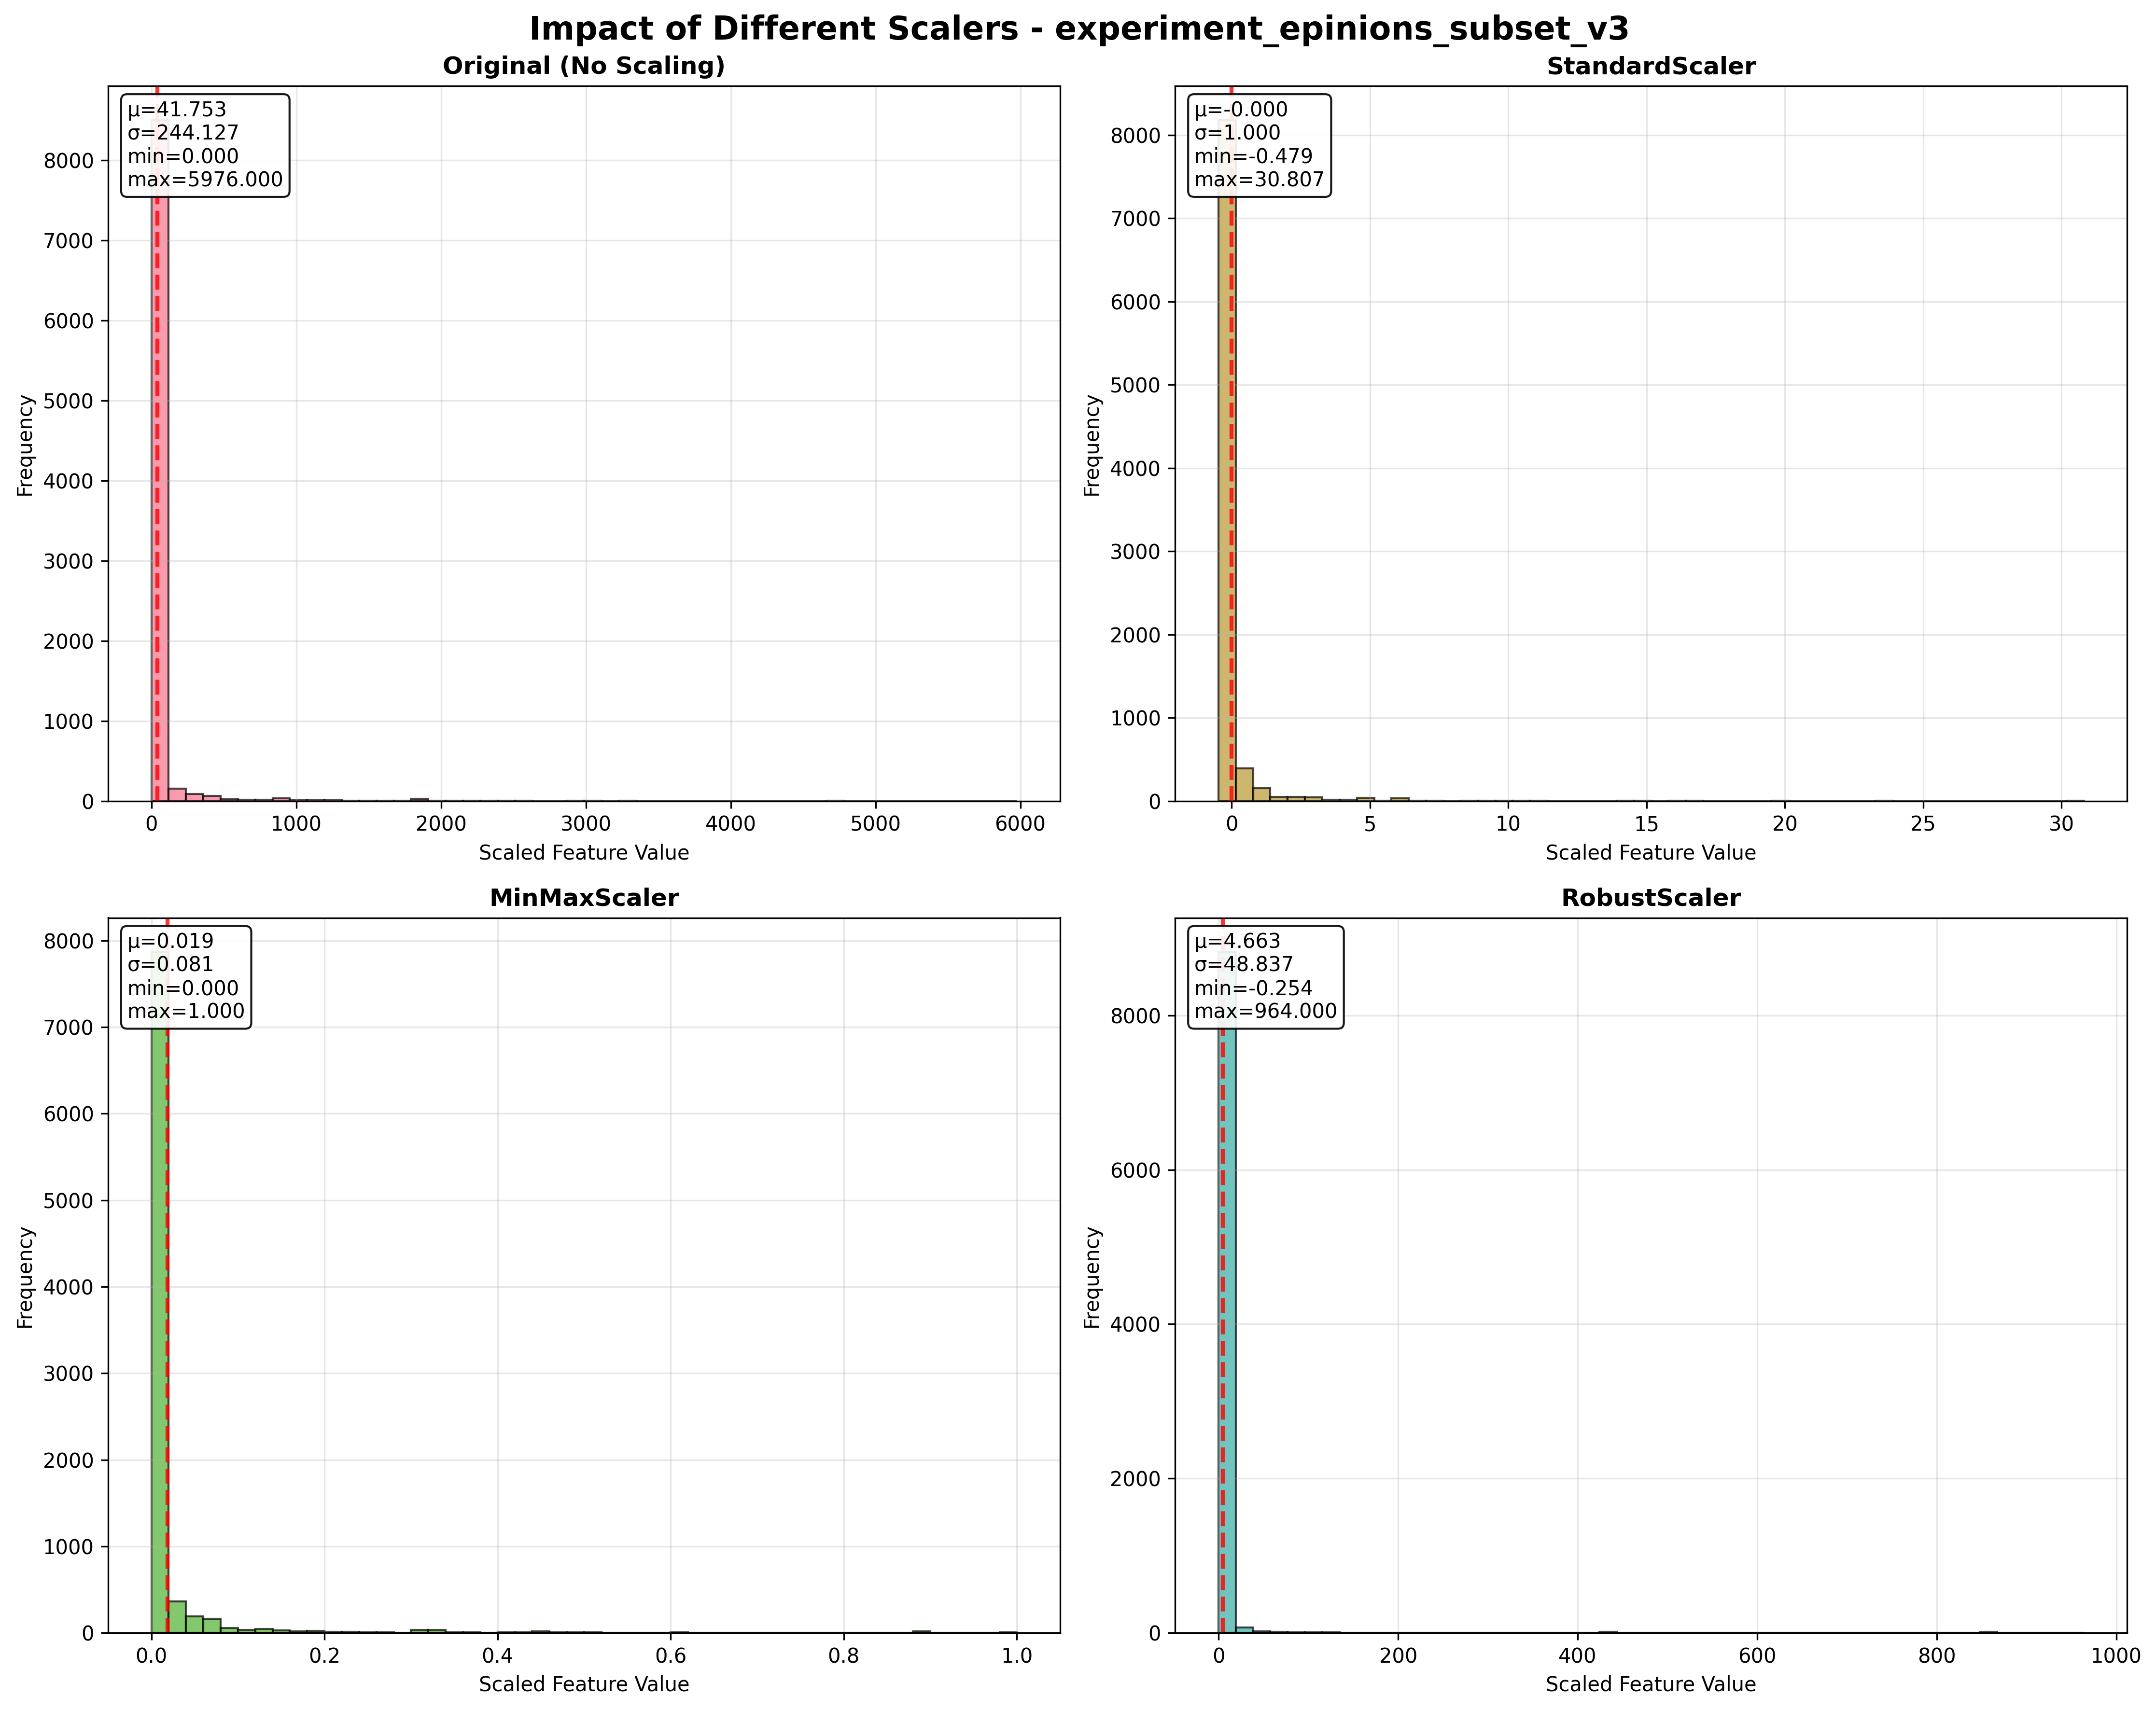 Impact of Different Scalers - experiment_epinions_subset_v3
Original (No Scaling)
μ=41.753
σ=244.127
min=0.000
max=5976.000
Frequency
8000
7000
6000
5000
4000
3000
2000
1000
0
0 1000 2000 3000 4000 5000 6000
Scaled Feature Value
StandardScaler
μ=-0.000
σ=1.000
min=-0.479
max=30.807
Frequency
8000
7000
6000
5000
4000
3000
2000
1000
0
0 5 10 15 20 25 30
Scaled Feature Value
MinMaxScaler
μ=0.019
σ=0.081
min=0.000
max=1.000
Frequency
8000
7000
6000
5000
4000
3000
2000
1000
0
0.0 0.2 0.4 0.6 0.8 1.0
Scaled Feature Value
RobustScaler
μ=4.663
σ=48.837
min=-0.254
max=964.000
Frequency
8000
6000
4000
2000
0
0 200 400 600 800 1000
Scaled Feature Value